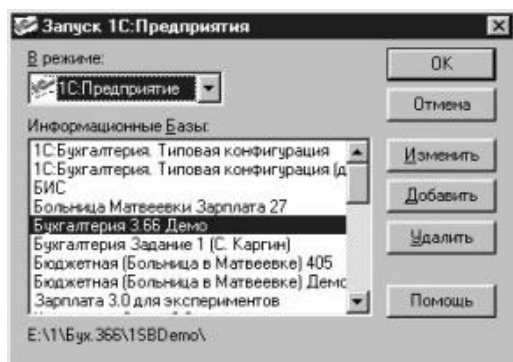 Запуск 1С:Предприятия
В режиме:
1С:Предприятие
Информационные Базы:
1С:Бухгалтерия. Типовая конфигурация
1С:Бухгалтерия. Типовая конфигурация (д
БИС
Больница Матвеевки Зарплата 27
Бухгалтерия 3.66 Демо
Бухгалтерия Задание 1 (С. Каргин)
Бюджетная (Больница в Матвеевке) 405
Бюджетная (Больница в Матвеевке) Демо
Зарплата 3.0 для экспериментов
E:\1\Бух.366\1SBDemo\
OK
Отмена
Изменить
Добавить
Удалить
Помощь